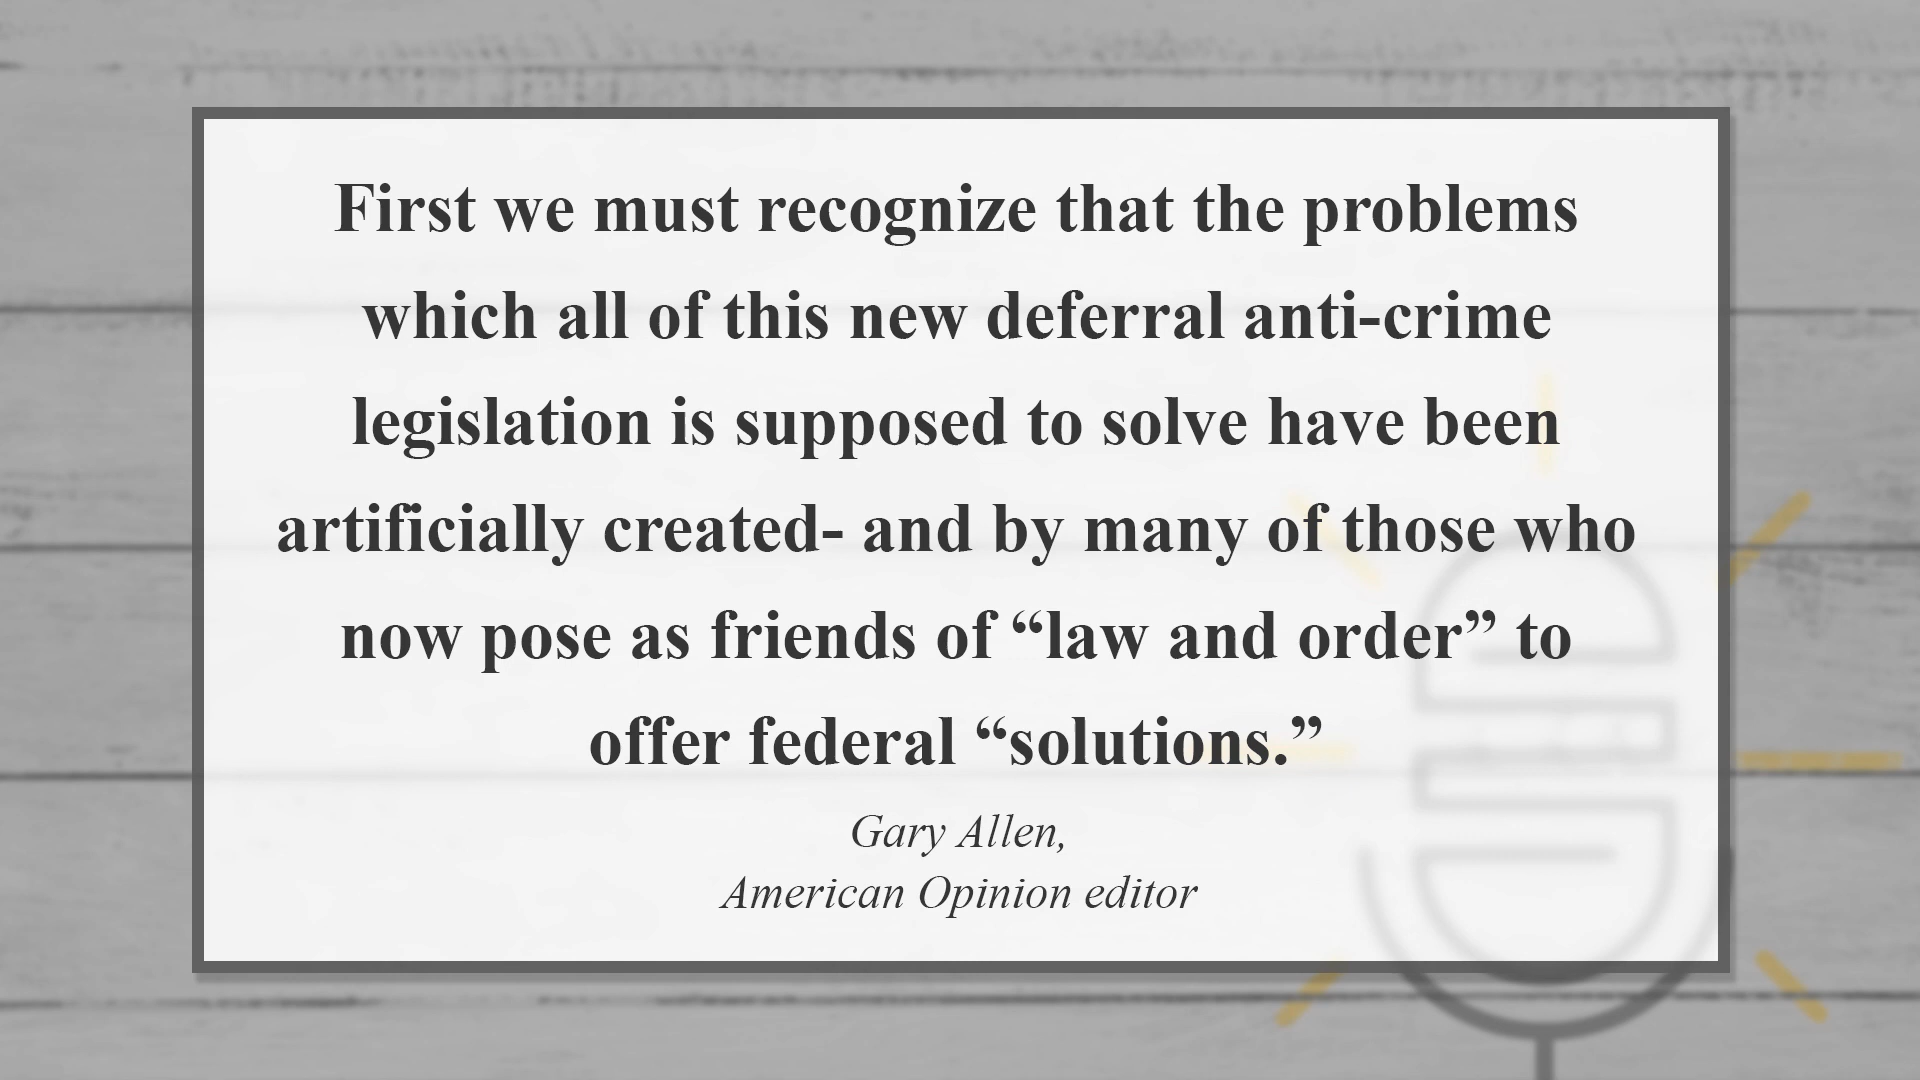 First we must recognize that the problems
which all of this new deferral anti-crime
legislation is supposed to solve have been
artificially created- and by many of those who
now pose as friends of “law and order” to
offer federal “solutions.”
Gary Allen,
American Opinion editor